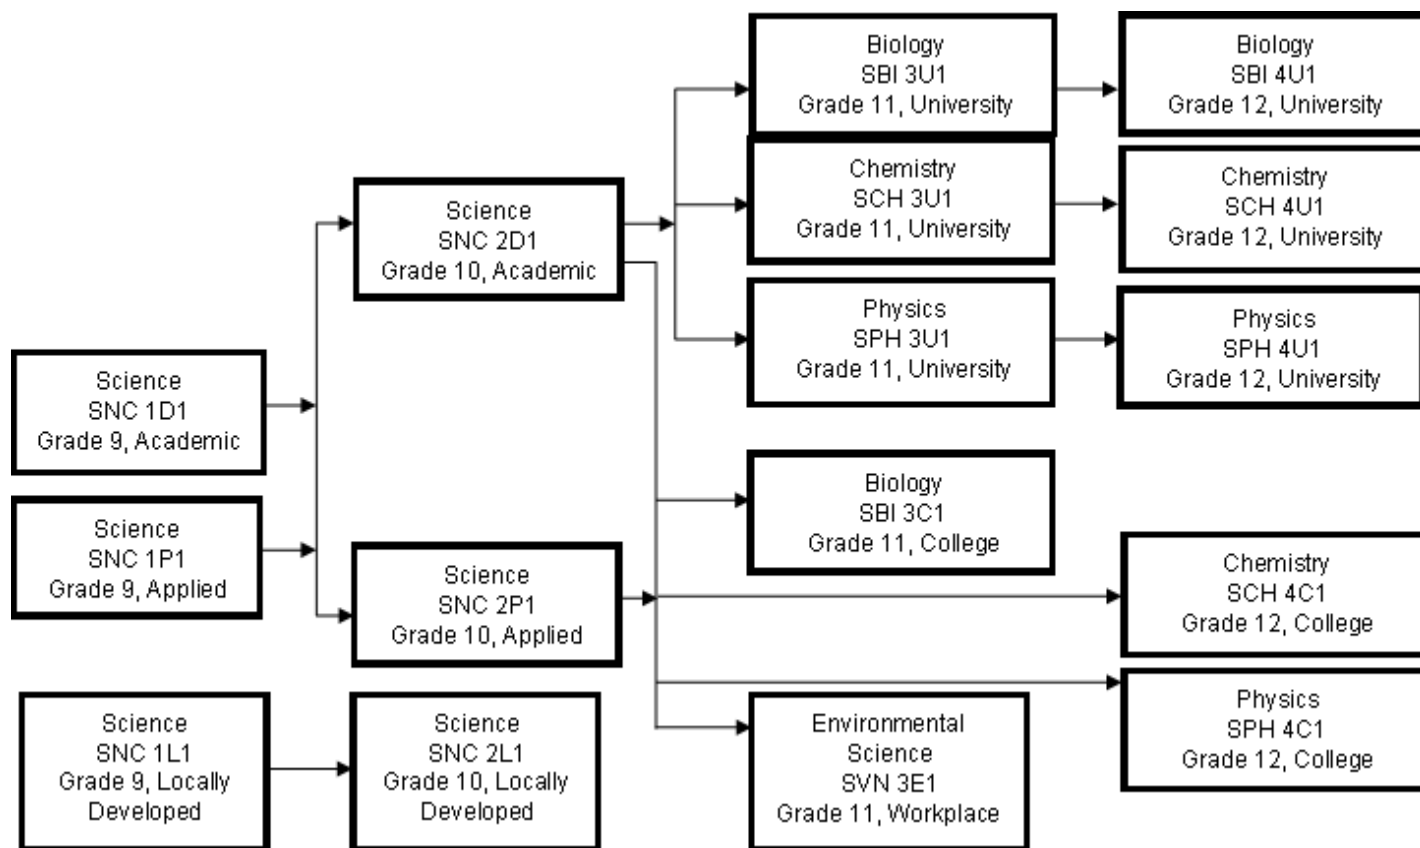 Biology
SBI 3U1
Grade 11, University
Biology
SBI 4U1
Grade 12, University
Chemistry
SCH 3U1
Grade 11, University
Chemistry
SCH 4U1
Grade 12, University
Science
SNC 2D1
Grade 10, Academic
Physics
SPH 3U1
Grade 11, University
Physics
SPH 4U1
Grade 12, University
Science
SNC 1D1
Grade 9, Academic
Biology
SBI 3C1
Grade 11, College
Science
SNC 1P1
Grade 9, Applied
Science
SNC 2P1
Grade 10, Applied
Chemistry
SCH 4C1
Grade 12, College
Physics
SPH 4C1
Grade 12, College
Science
SNC 1L1
Grade 9, Locally
Developed
Science
SNC 2L1
Grade 10, Locally
Developed
Environmental
Science
SVN 3E1
Grade 11, Workplace